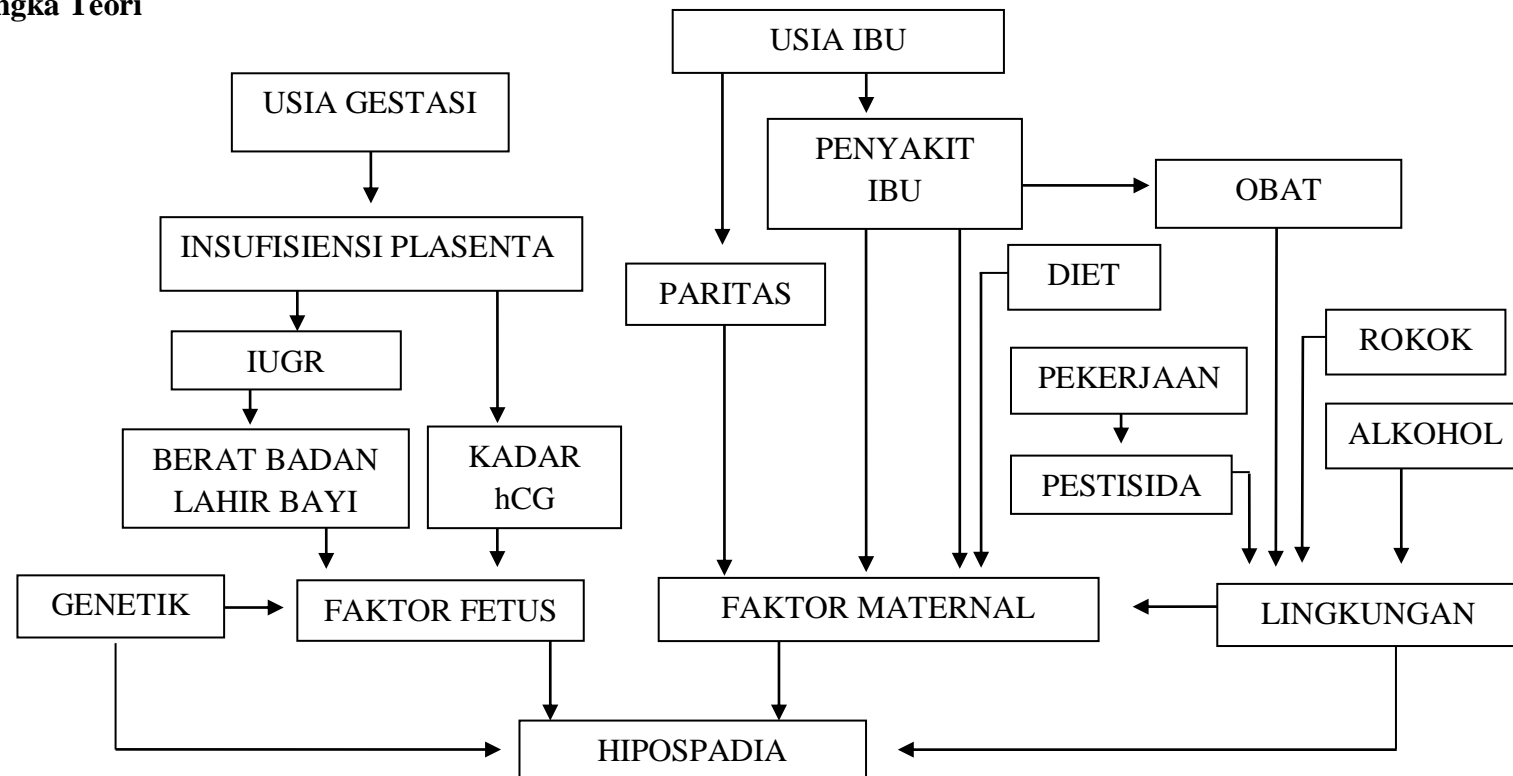 ngka Teori
USIA IBU
USIA GESTASI
PENYAKIT
IBU
OBAT
INSUFISIENSI PLASENTA
PARITAS
DIET
IUGR
ROKOK
PEKERJAAN
BERAT BADAN
LAHIR BAYI
KADAR
hCG
ALKOHOL
PESTISIDA
GENETIK
FAKTOR FETUS
FAKTOR MATERNAL
LINGKUNGAN
HIPOSPADIA